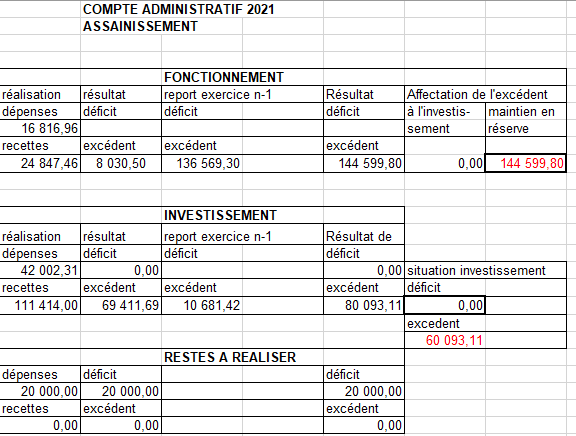 COMPTE ADMINISTRATIF 2021
ASSAINISSEMENT
FONCTIONNEMENT
réalisation résultat report exercice n-1 Résultat Affectation de l'excédent
dépenses déficit déficit déficit à l'investis- maintien en
16 816,96 sement réserve
recettes excédent excédent excédent
24 847,46 8 030,50 136 569,30 144 599,80 0,00 144 599,80
INVESTISSEMENT
réalisation résultat report exercice n-1 Résultat de
dépenses déficit déficit déficit
42 002,31 0,00 0,00 situation investissement
recettes excédent excédent excédent déficit
111 414,00 69 411,69 10 681,42 80 093,11 0,00
excedent
60 093,11
RESTES A REALISER
dépenses déficit déficit
20 000,00 20 000,00 20 000,00
recettes excédent excédent
0,00 0,00 0,00